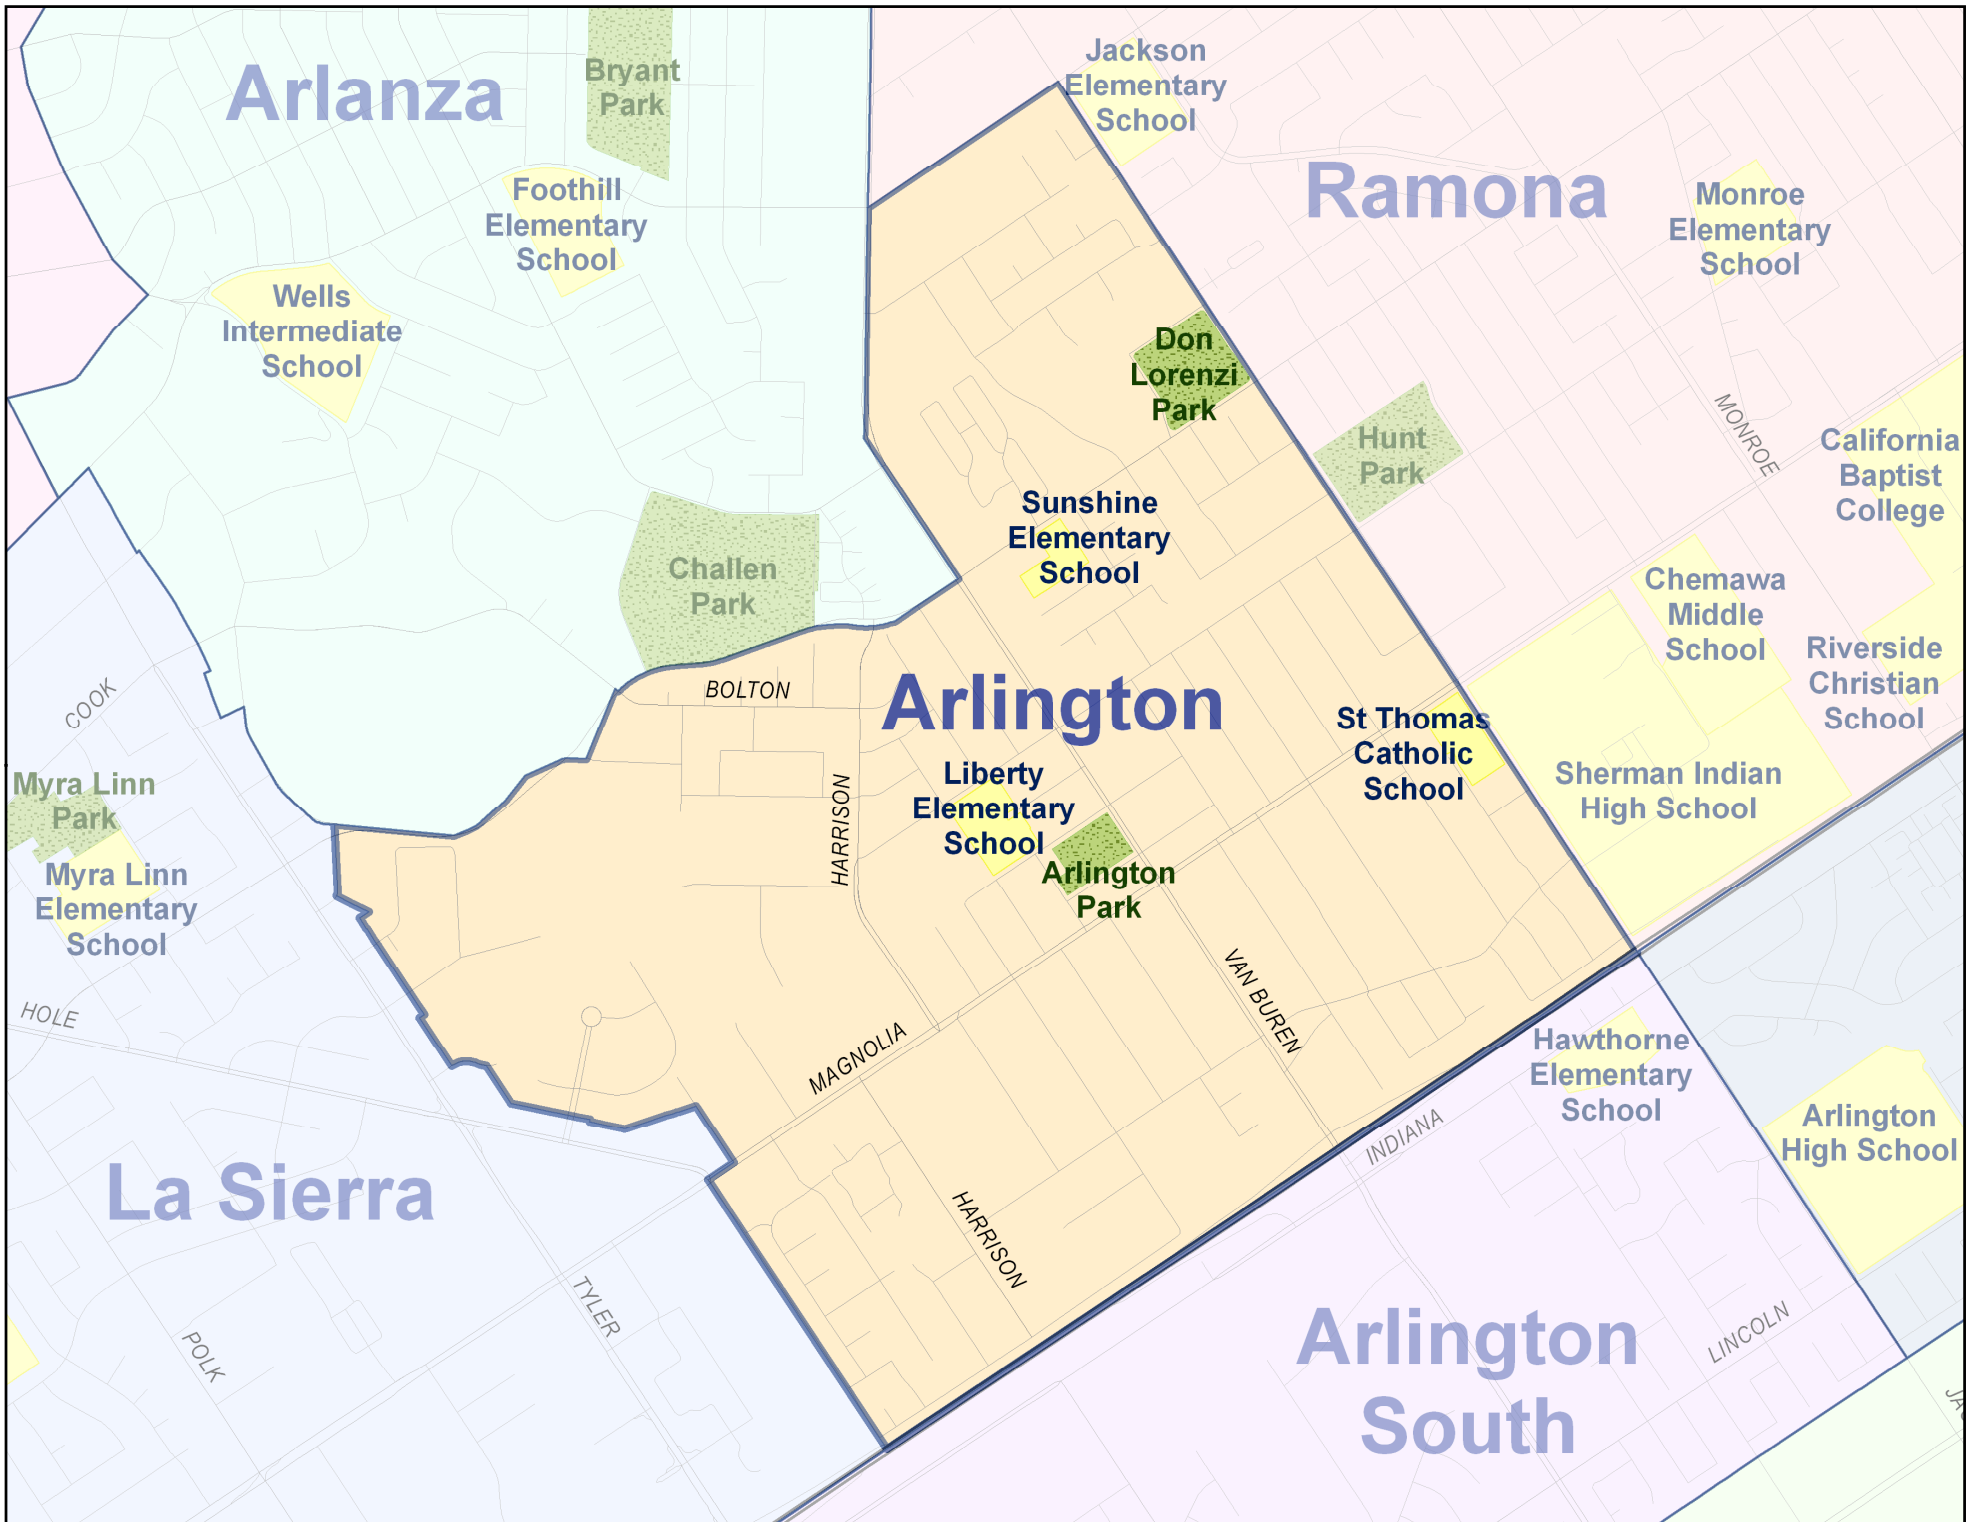 Arlanza
Bryant
Park
Jackson
Elementary
School
Ramona
Monroe
Elementary
School
Foothill
Elementary
School
Wells
Intermediate
School
Don
Lorenzi
Park
Hunt
Park
MONROE
California
Baptist
College
Sunshine
Elementary
School
Challen
Park
Chemawa
Middle
School
Riverside
Christian
School
COOK
BOLTON
Arlington
St Thomas
Catholic
School
Sherman Indian
High School
Myra Linn
Park
Myra Linn
Elementary
School
HARRISON
Liberty
Elementary
School
Arlington
Park
HOLE
MAGNOLIA
VAN BUREN
Hawthorne
Elementary
School
Arlington
High School
INDIANA
La Sierra
HARRISON
TYLER
POLK
Arlington
South
LINCOLN